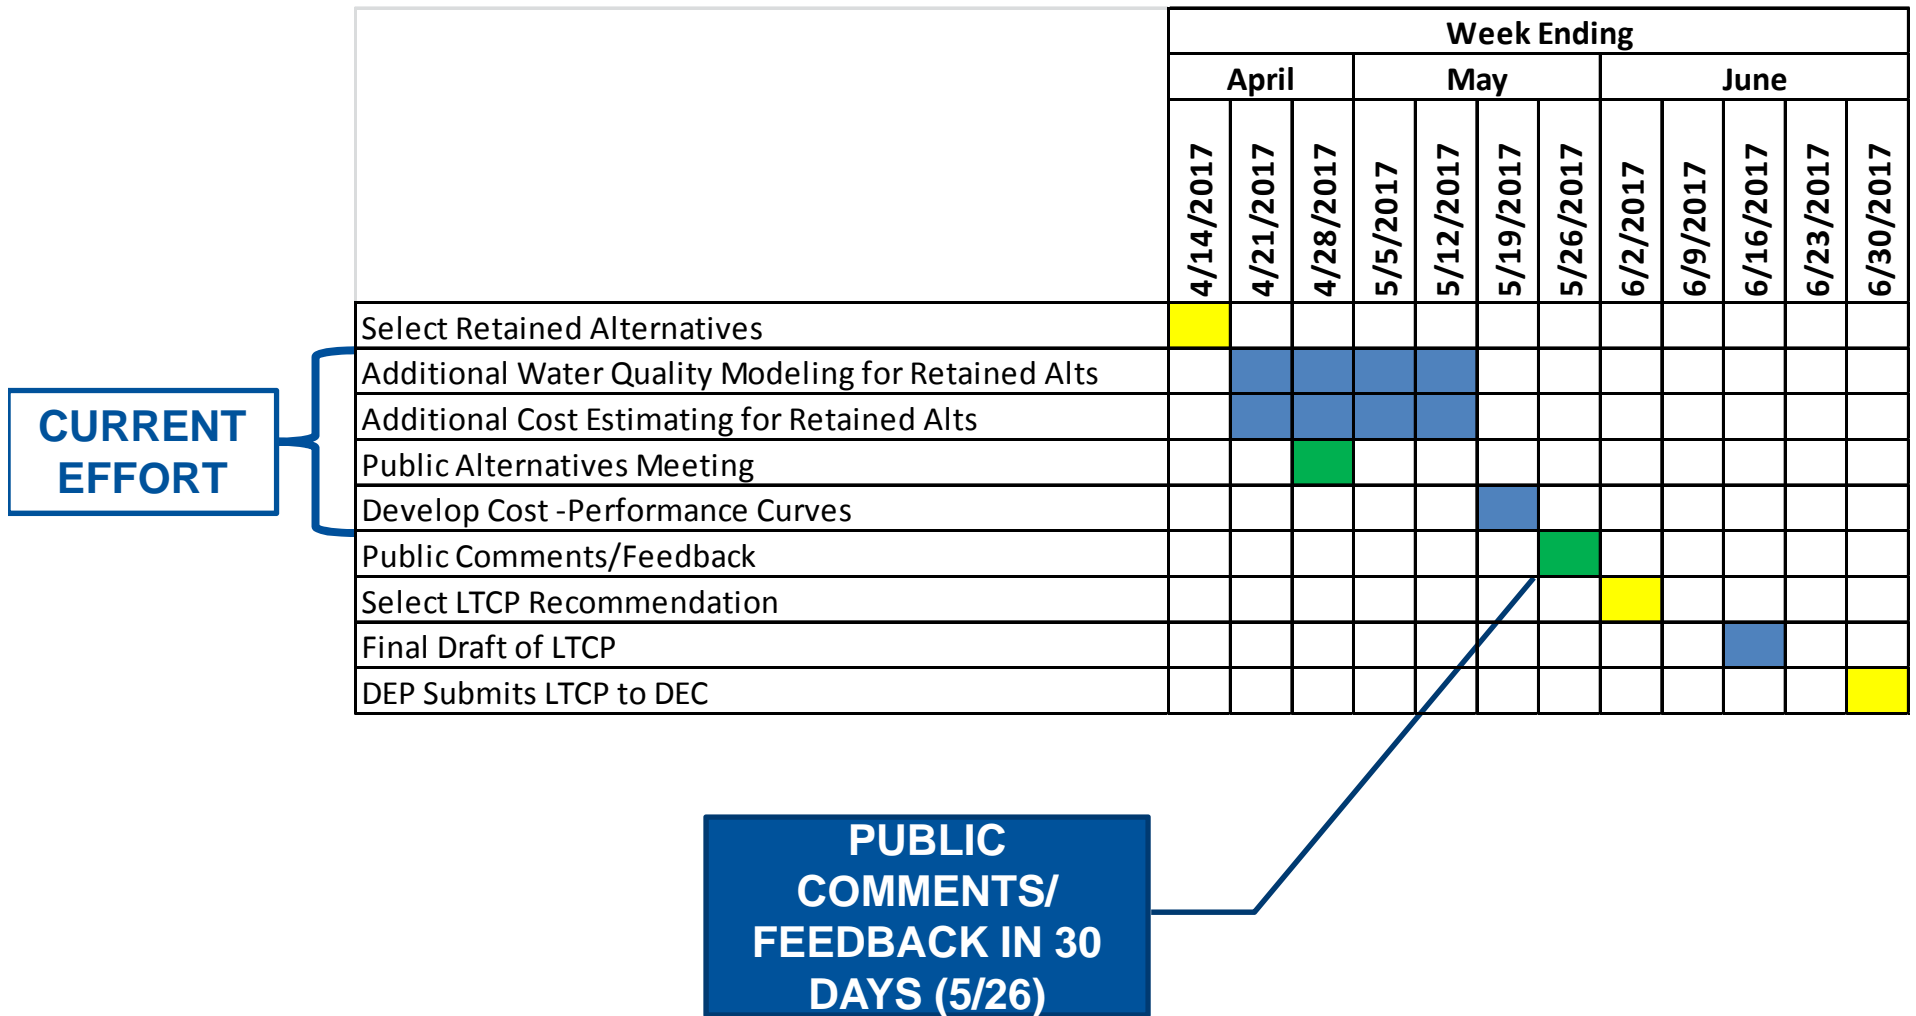 Week Ending
April May June
4/14/2017 4/21/2017 4/28/2017 5/5/2017 5/12/2017 5/19/2017 5/26/2017 6/2/2017 6/9/2017 6/16/2017 6/23/2017 6/30/2017
Select Retained Alternatives
Additional Water Quality Modeling for Retained Alts
Additional Cost Estimating for Retained Alts
Public Alternatives Meeting
Develop Cost -Performance Curves
Public Comments/Feedback
Select LTCP Recommendation
Final Draft of LTCP
DEP Submits LTCP to DEC
CURRENT
EFFORT
PUBLIC
COMMENTS/
FEEDBACK IN 30
DAYS (5/26)